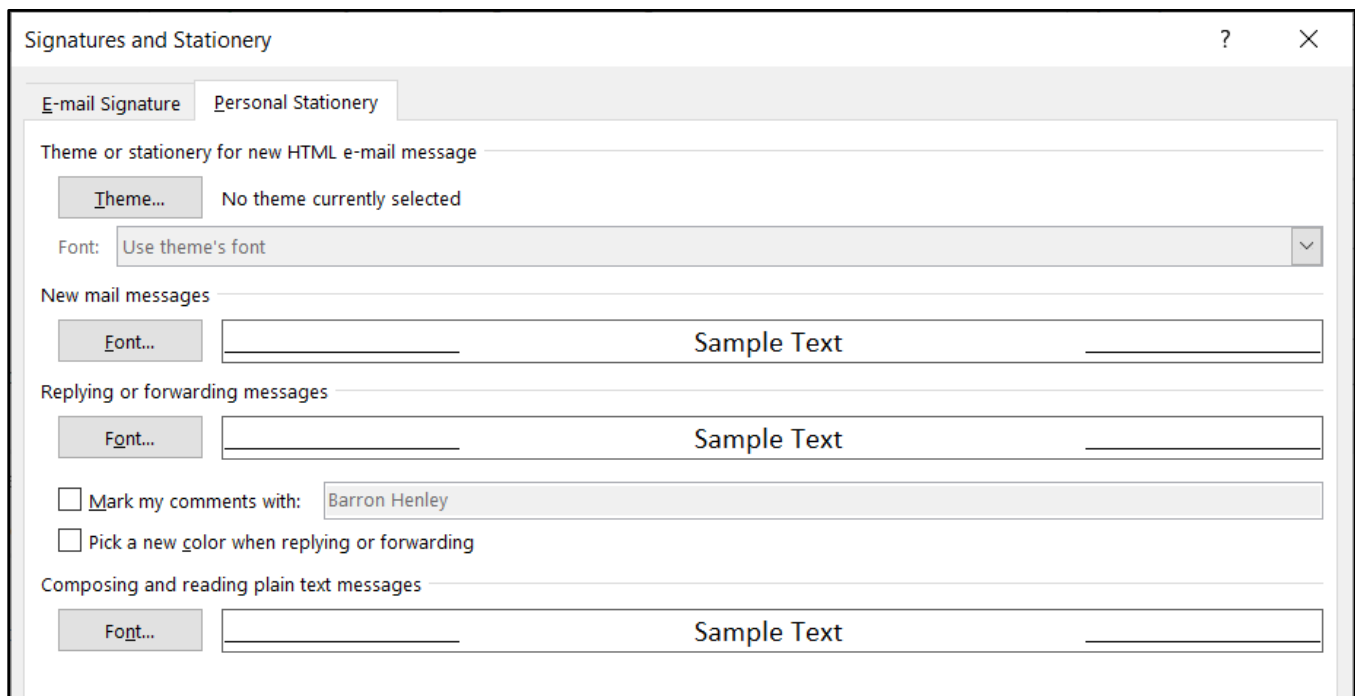 Signatures and Stationery ?
E-mail Signature Personal Stationery
Theme or stationery for new HTML e-mail message
Theme... No theme currently selected
Font: Use theme's font
New mail messages
Font... Sample Text
Replying or forwarding messages
Font... Sample Text
Mark my comments with: Barron Henley
Pick a new color when replying or forwarding
Composing and reading plain text messages
Font... Sample Text